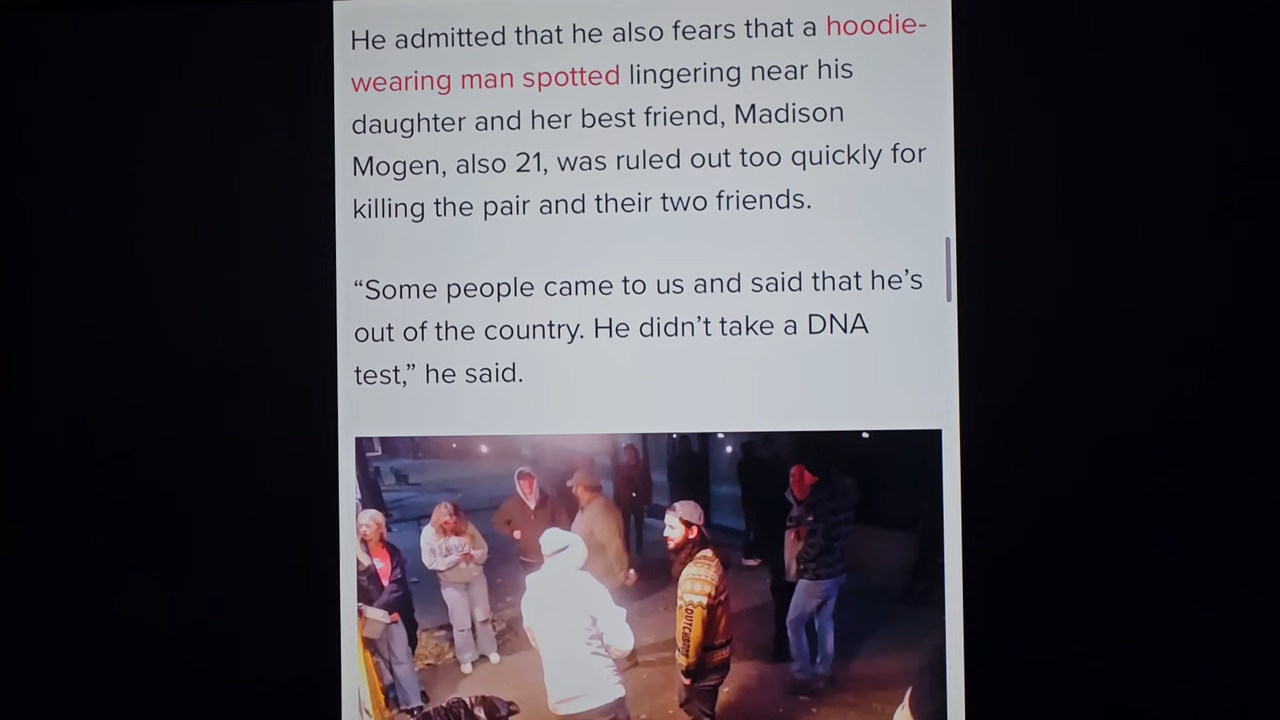 He admitted that he also fears that a hoodie-
wearing man spotted lingering near his
daughter and her best friend, Madison
Mogen, also 21, was ruled out too quickly for
killing the pair and their two friends.
“Some people came to us and said that he’s
out of the country. He didn’t take a DNA
test,” he said.
DUTCHBROS